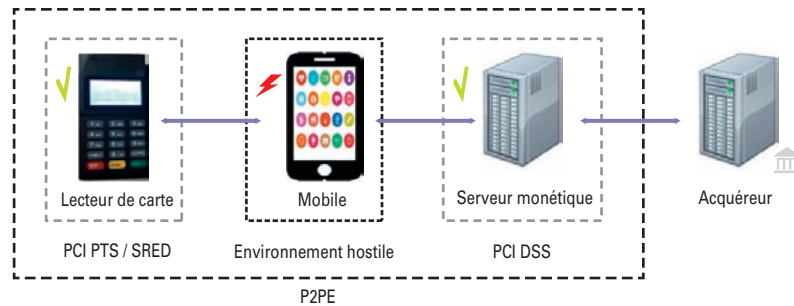 Lecteur de carte
Mobile
Serveur monétique
Acquéreur
PCI PTS / SRED
Environnement hostile
PCI DSS
P2PE